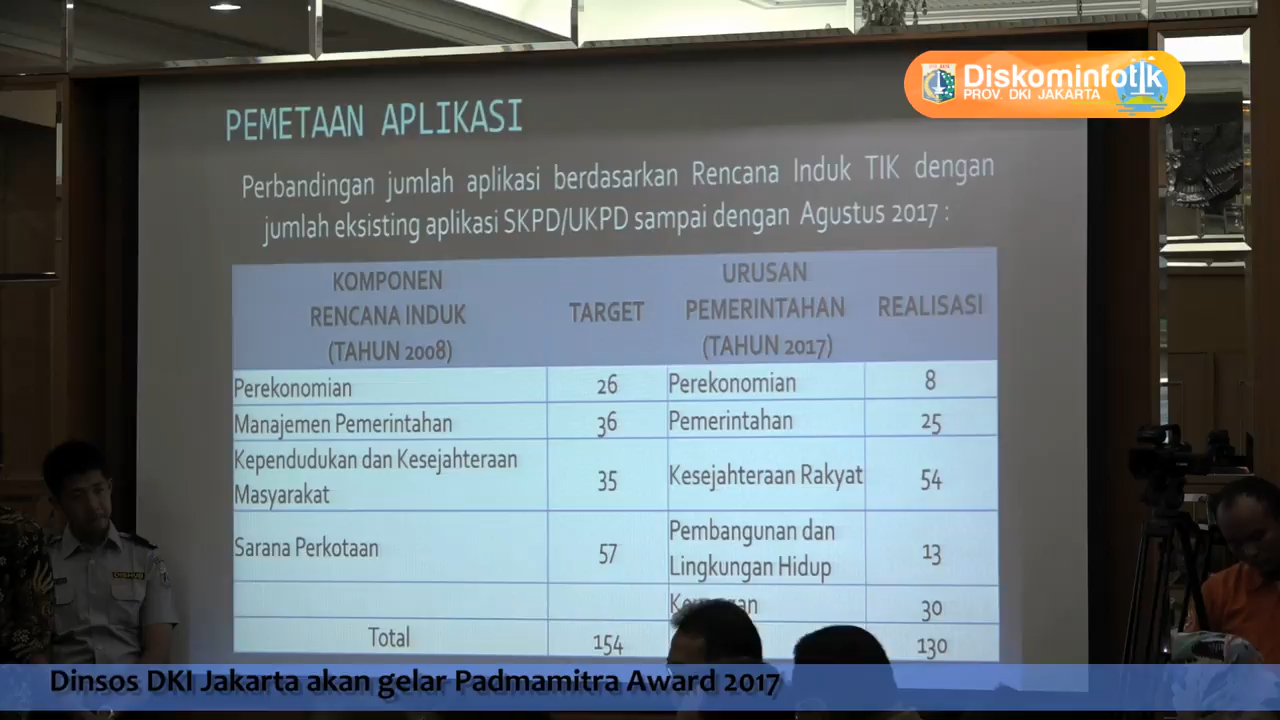 Diskominfotik
PROV. DKI JAKARTA
PEMETAAN APLIKASI
Perbandingan jumlah aplikasi berdasarkan Rencana Induk TIK dengan
jumlah eksisting aplikasi SKPD/UKPD sampai dengan Agustus 2017 :
KOMPONEN
RENCANA INDUK
(TAHUN 2008)
TARGET
URUSAN
PEMERINTAHAN
(TAHUN 2017)
REALISASI
Perekonomian 26 Perekonomian 8
Manajemen Pemerintahan 36 Pemerintahan 25
Kependudukan dan Kesejahteraan
Masyarakat
35 Kesejahteraan Rakyat 54
Sarana Perkotaan 57
Pembangunan dan
Lingkungan Hidup
13
30
Total 154 130
DISHUB
Dinsos DKI Jakarta akan gelar Padmamitra Award 2017